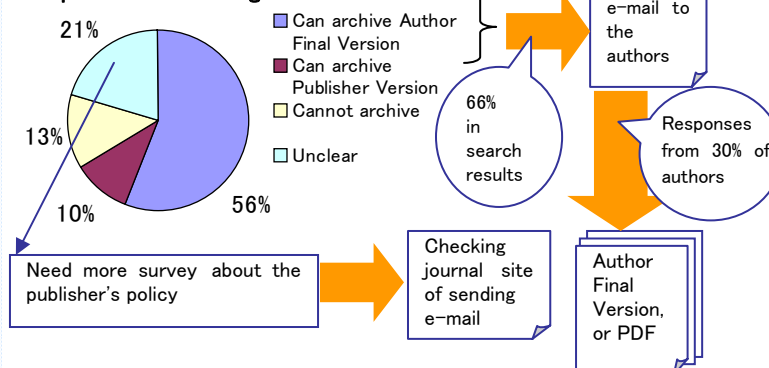 21%
13%
10%
56%
Can archive Author
Final Version
Can archive
Publisher Version
Cannot archive
Unclear
66%
in
search
results
e-mail to
the
authors
Responses
from 30% of
authors
Need more survey about the
publisher's policy
Checking
journal site
of sending
e-mail
Author
Final
Version,
or PDF